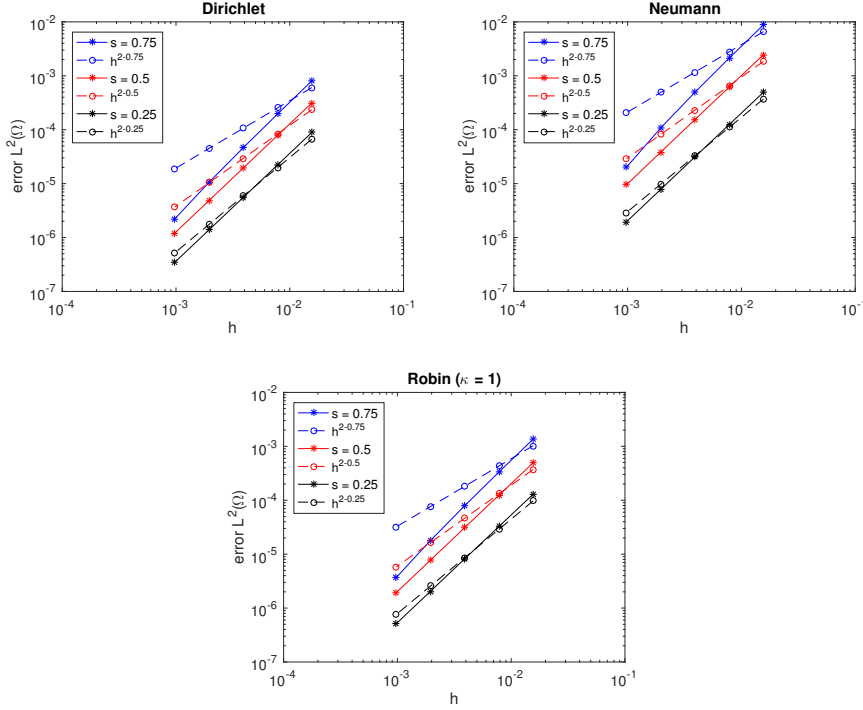 Dirichlet
10^-2
10^-3
10^-4
10^-5
10^-6
10^-7
error L^2(Ω)
s = 0.75
h^2-0.75
s = 0.5
h^2-0.5
s = 0.25
h^2-0.25
10^-4
10^-3
10^-2
10^-1
h
Neumann
10^-2
10^-3
10^-4
10^-5
10^-6
10^-7
error L^2(Ω)
s = 0.75
h^2-0.75
s = 0.5
h^2-0.5
s = 0.25
h^2-0.25
10^-4
10^-3
10^-2
10^-1
h
Robin (κ = 1)
10^-2
10^-3
10^-4
10^-5
10^-6
10^-7
error L^2(Ω)
s = 0.75
h^2-0.75
s = 0.5
h^2-0.5
s = 0.25
h^2-0.25
10^-4
10^-3
10^-2
10^-1
h